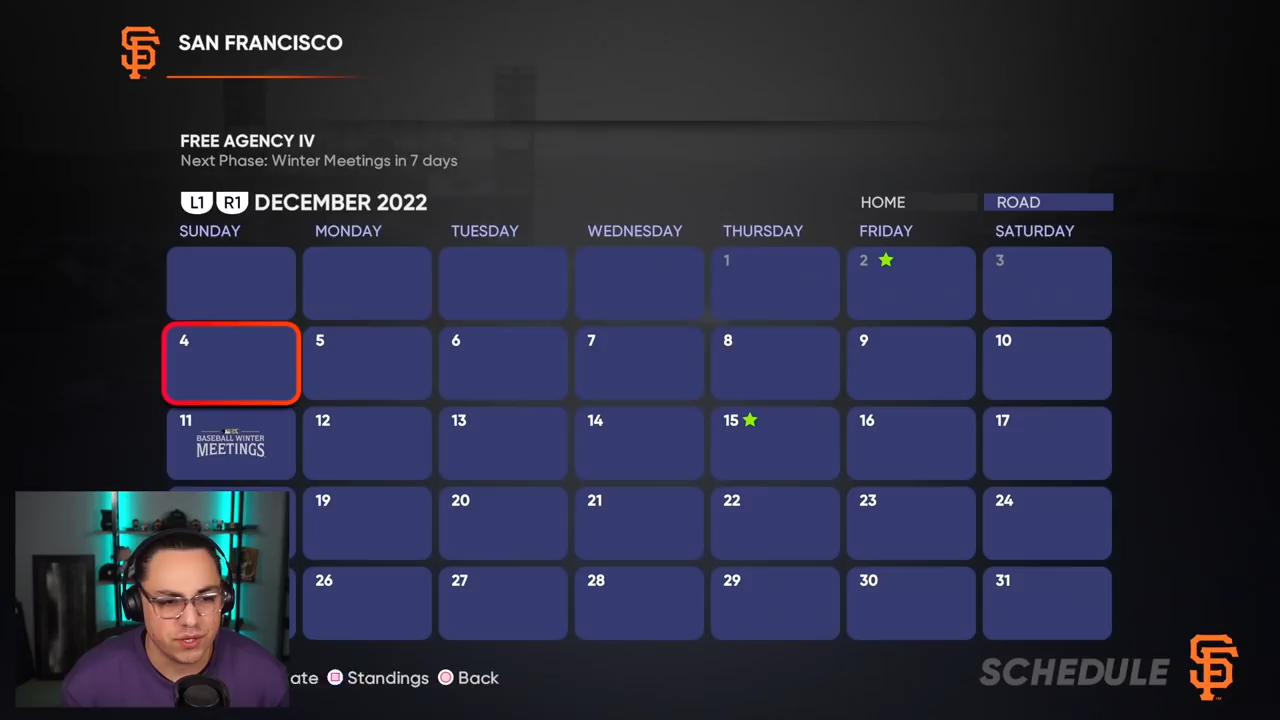 SAN FRANCISCO
FREE AGENCY IV
Next Phase: Winter Meetings in 7 days
L1 R1 DECEMBER 2022
HOME ROAD
SUNDAY MONDAY TUESDAY WEDNESDAY THURSDAY FRIDAY SATURDAY
1 2 3
4 5 6 7 8 9 10
11 12 13 14 15 16 17
BASEBALL WINTER
MEETINGS
19 20 21 22 23 24
26 27 28 29 30 31
ate Standings Back
SCHEDULE SF